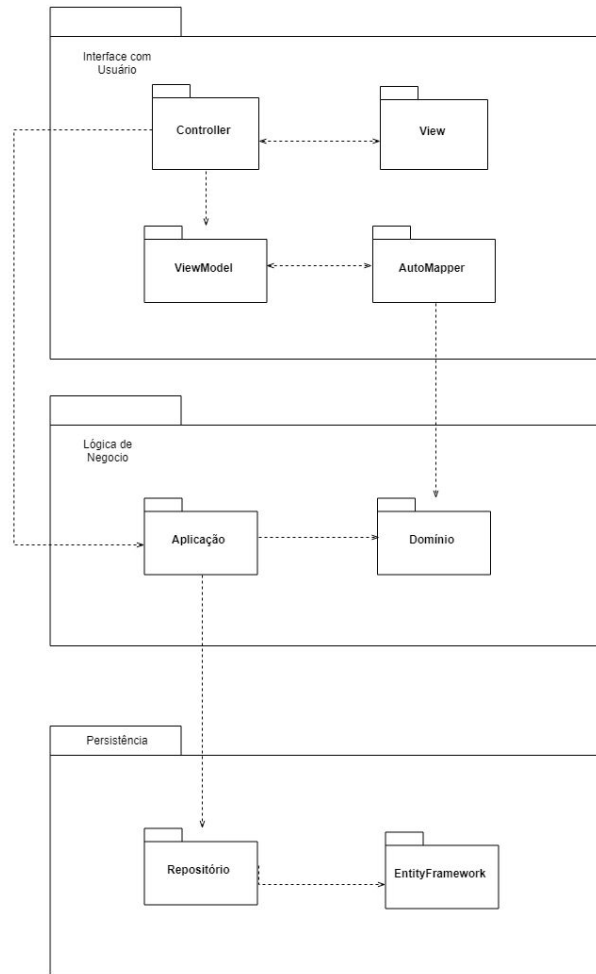 Interface com
Usuário
Controller
View
ViewModel
AutoMapper
Lógica de
Negocio
Aplicação
Domínio
Persistência
Repositório
EntityFramework